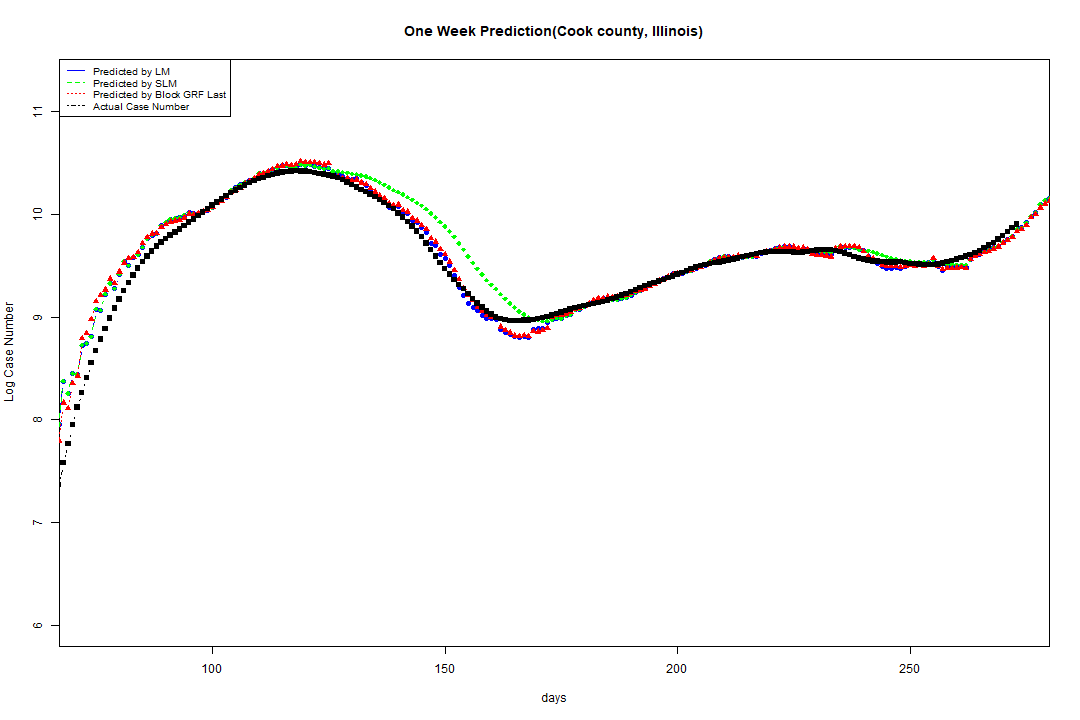 One Week Prediction(Cook county, Illinois)
Predicted by LM
Predicted by SLM
Predicted by Block GRF Last
Actual Case Number
11
10
9
8
7
6
Log Case Number
100 150 200 250
days